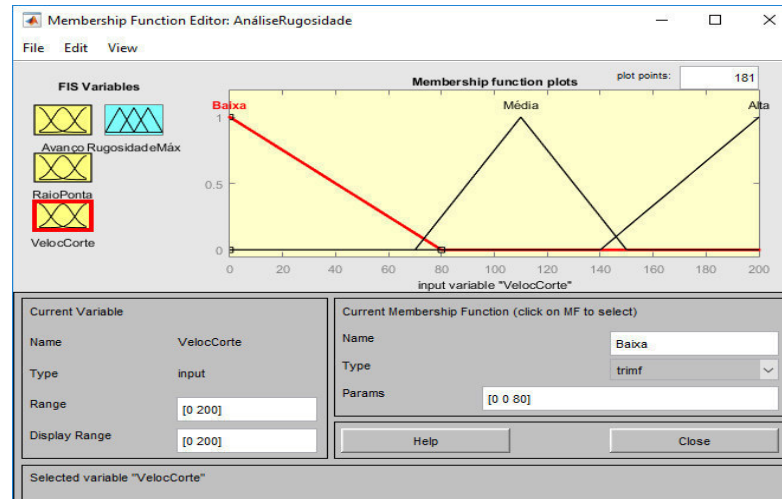 Membership Function Editor: AnáliseRugosidade
File Edit View
FIS Variables
Avanço RugosidadeMáx
RaioPonta
VelocCorte
Membership function plots
plot points: 181
Baixa Média Alta
1
0.5
0
0 20 40 60 80 100 120 140 160 180 200
input variable "VelocCorte"
Current Variable
Name VelocCorte
Type input
Range [0 200]
Display Range [0 200]
Current Membership Function (click on MF to select)
Name Baixa
Type trimf
Params [0 0 80]
Help Close
Selected variable "VelocCorte"